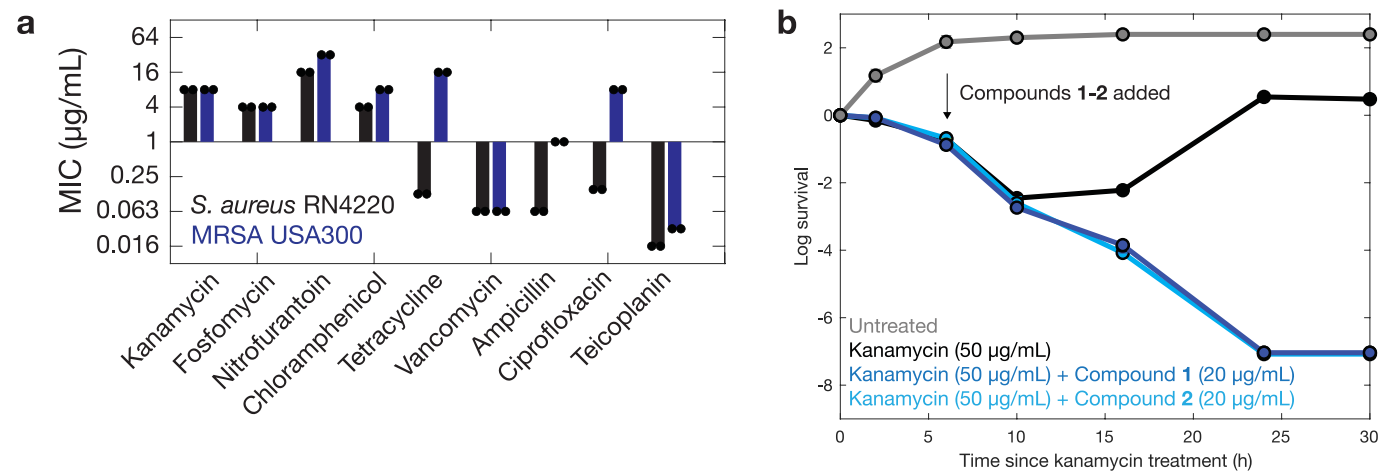 a
MIC (µg/mL)
64
16
4
1
0.25
0.063
0.016
S. aureus RN4220
MRSA USA300
Kanamycin
Fosfomycin
Nitrofurantoin
Chloramphenicol
Tetracycline
Vancomycin
Ampicillin
Ciprofloxacin
Teicoplanin
b
Log survival
2
0
-2
-4
-6
-8
Compounds 1-2 added
Untreated
Kanamycin (50 µg/mL)
Kanamycin (50 µg/mL) + Compound 1 (20 µg/mL)
Kanamycin (50 µg/mL) + Compound 2 (20 µg/mL)
0 5 10 15 20 25 30
Time since kanamycin treatment (h)